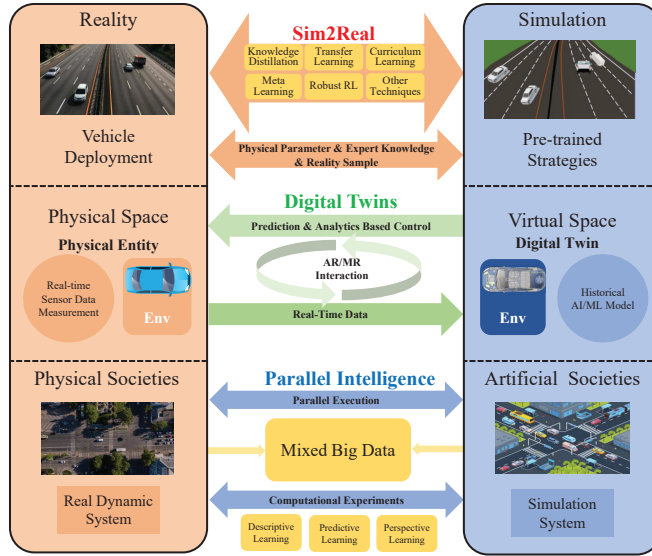 Reality
Sim2Real
Simulation
Knowledge
Distillation
Transfer
Learning
Curriculum
Learning
Meta
Learning
Robust RL
Other
Techniques
Vehicle
Deployment
Physical Parameter & Expert Knowledge
& Reality Sample
Pre-trained
Strategies
Physical Space
Digital Twins
Virtual Space
Physical Entity
Prediction & Analytics Based Control
Digital Twin
Real-time
Sensor Data
Measurement
Env
AR/MR
Interaction
Env
Historical
AI/ML Model
Real-Time Data
Physical Societies
Parallel Intelligence
Artificial Societies
Parallel Execution
Mixed Big Data
Real Dynamic
System
Computational Experiments
Simulation
System
Descriptive
Learning
Predictive
Learning
Perspective
Learning